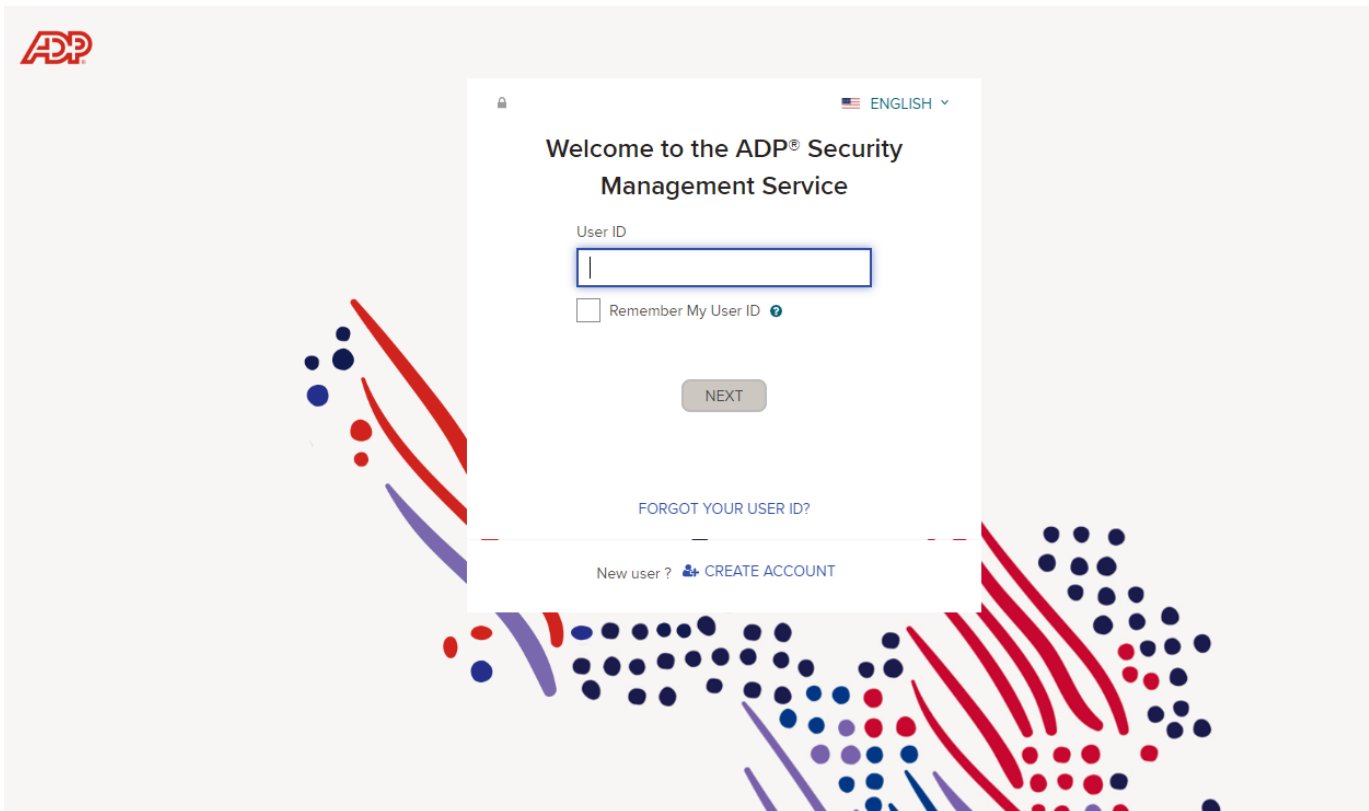 ADP
ENGLISH
Welcome to the ADP® Security
Management Service
User ID
Remember My User ID
NEXT
FORGOT YOUR USER ID?
New user ? CREATE ACCOUNT